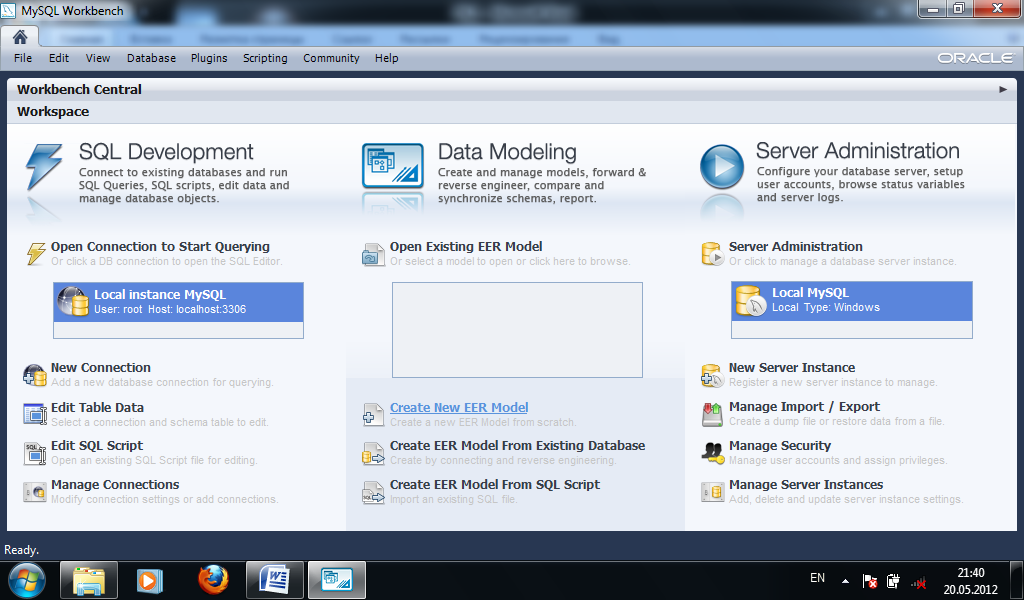 MySQL Workbench
File Edit View Database Plugins Scripting Community Help
ORACLE
Workbench Central
Workspace
SQL Development
Connect to existing databases and run
SQL Queries, SQL scripts, edit data and
manage database objects.
Open Connection to Start Querying
Or click a DB connection to open the SQL Editor.
Local instance MySQL
User: root Host: localhost:3306
New Connection
Add a new database connection for querying.
Edit Table Data
Select a connection and schema table to edit.
Edit SQL Script
Open an existing SQL Script file for editing.
Manage Connections
Modify connection settings or add connections.
Data Modeling
Create and manage models, forward &
reverse engineer, compare and
synchronize schemas, report.
Open Existing EER Model
Or select a model to open or click here to browse.
Create New EER Model
Create a new EER Model from scratch.
Create EER Model From Existing Database
Create by connecting and reverse engineering.
Create EER Model From SQL Script
Import an existing SQL file.
Server Administration
Configure your database server, setup
user accounts, browse status variables
and server logs.
Server Administration
Or click to manage a database server instance.
Local MySQL
Local Type: Windows
New Server Instance
Register a new server instance to manage.
Manage Import / Export
Create a dump file or restore data from a file.
Manage Security
Manage user accounts and assign privileges.
Manage Server Instances
Add, delete and update server instance settings.
Ready.
EN
21:40
20.05.2012